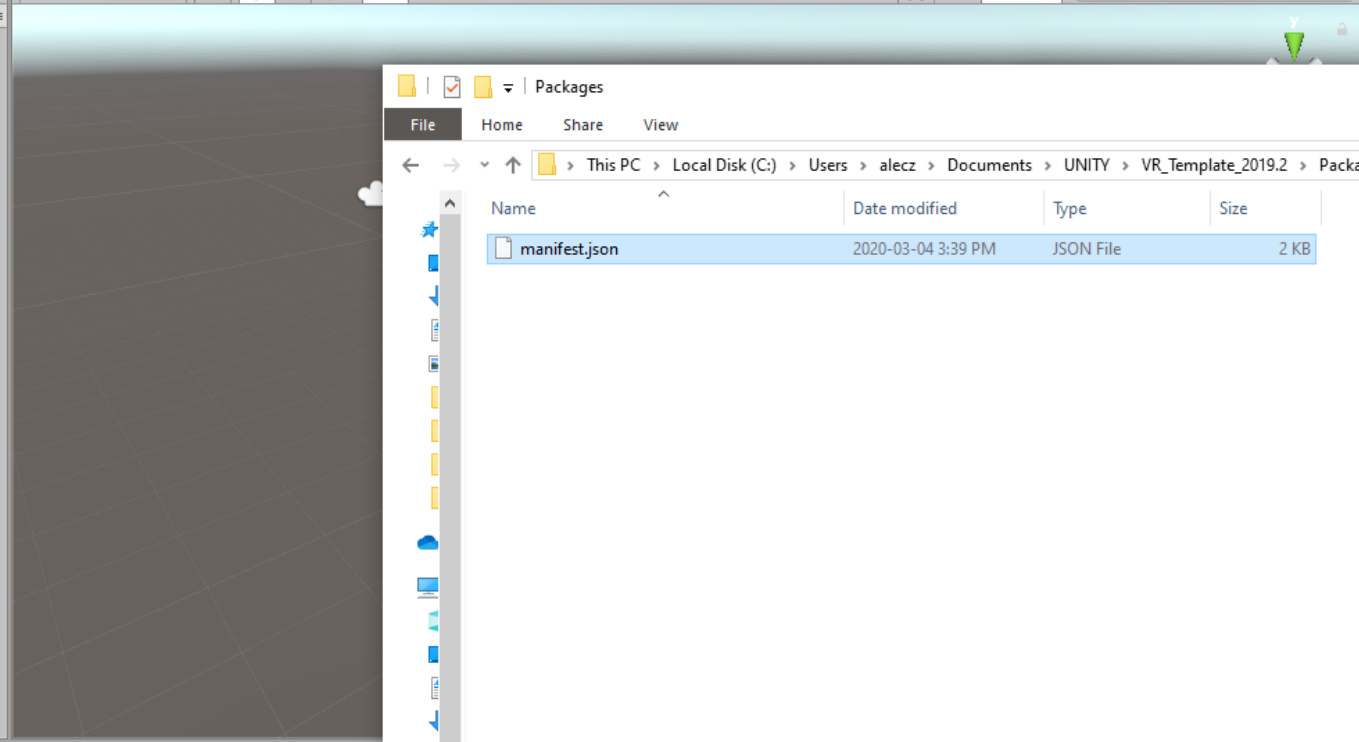 y
Packages
File Home Share View
This PC > Local Disk (C:) > Users > alecz > Documents > UNITY > VR_Template_2019.2 > Packa
Name Date modified Type Size
manifest.json 2020-03-04 3:39 PM JSON File 2 KB